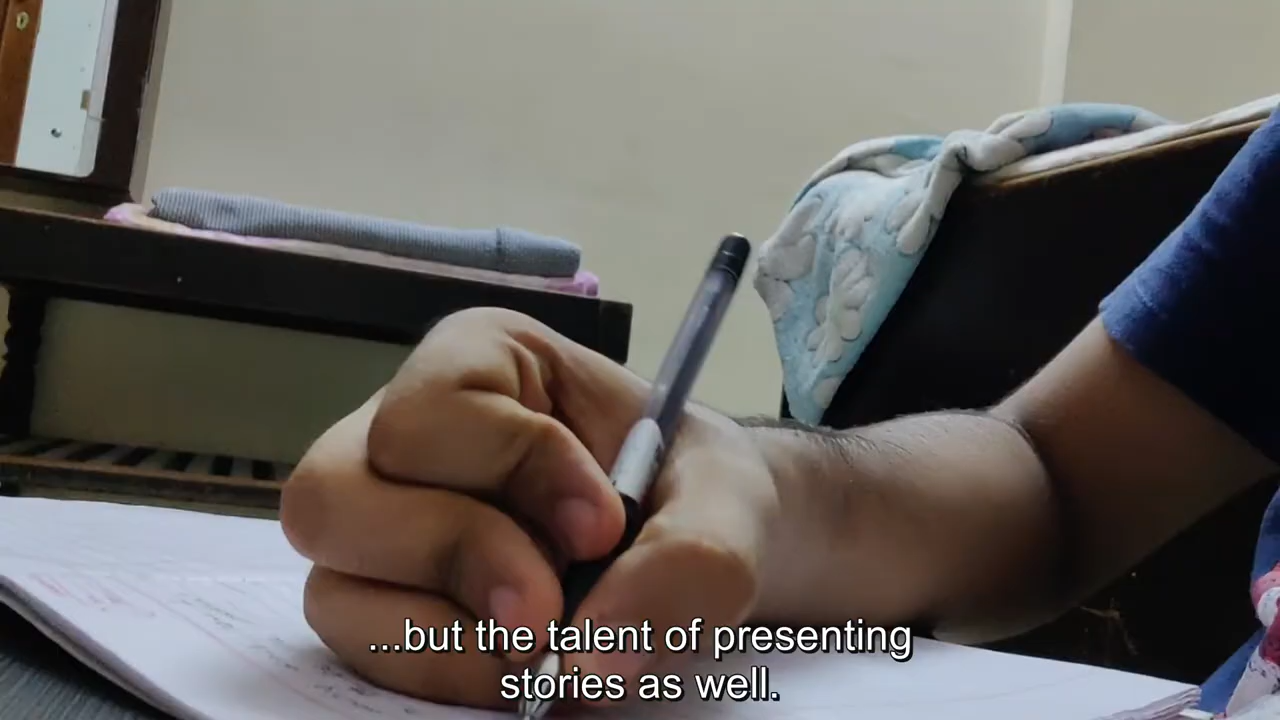 ...but the talent of presenting
stories as well.